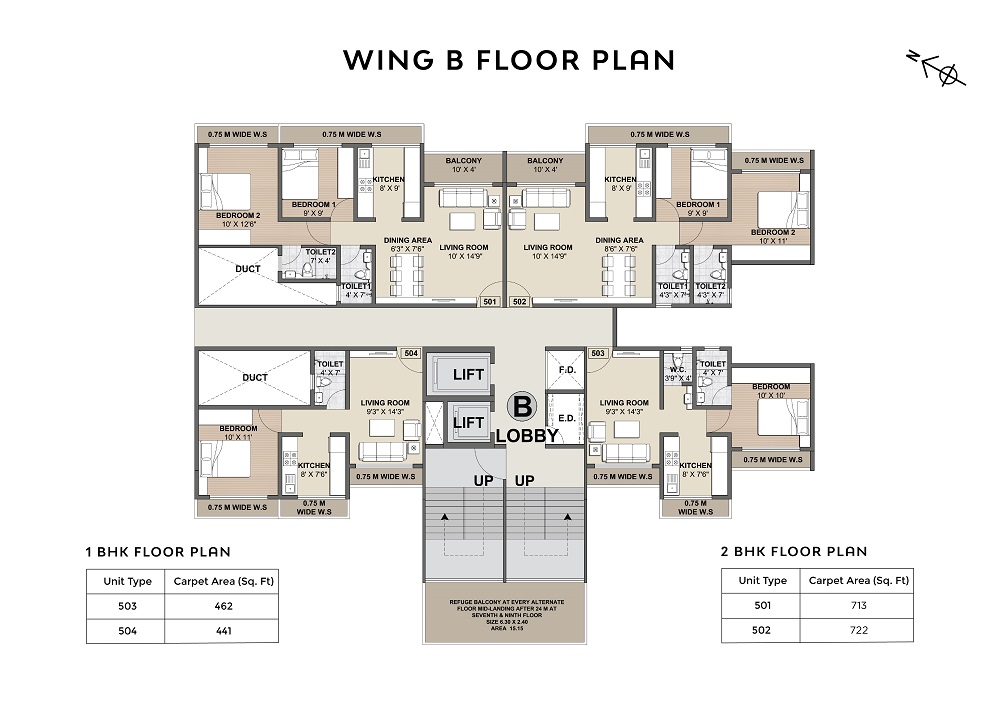 WING B FLOOR PLAN
N
0.75 M WIDE W.S
0.75 M WIDE W.S
0.75 M WIDE W.S
0.75 M WIDE W.S
BALCONY
10' X 4'
BALCONY
10' X 4'
KITCHEN
8' X 9'
KITCHEN
8' X 9'
BEDROOM 1
9' X 9'
BEDROOM 1
9' X 9'
BEDROOM 2
10' X 12'6"
BEDROOM 2
10' X 11'
DINING AREA
6'3" X 7'6"
LIVING ROOM
10' X 14'9"
LIVING ROOM
10' X 14'9"
DINING AREA
8'6" X 7'6"
TOILET2
7' X 4'
DUCT
TOILET1
4' X 7'
TOILET1
4'3" X 7'
TOILET2
4'3" X 7'
501
502
504
503
DUCT
TOILET
4' X 7'
LIFT
F.D.
W.C.
3'9" X 4'
TOILET
4' X 7'
BEDROOM
10' X 10'
LIVING ROOM
9'3" X 14'3"
B
LIVING ROOM
9'3" X 14'3"
LIFT
E.D.
LOBBY
BEDROOM
10' X 11'
KITCHEN
8' X 7'6"
KITCHEN
8' X 7'6"
0.75 M WIDE W.S
0.75 M WIDE W.S
UP
UP
0.75 M WIDE W.S
0.75 M WIDE W.S
0.75 M
WIDE W.S
0.75 M
WIDE W.S
1 BHK FLOOR PLAN
Unit Type Carpet Area (Sq. Ft)
503 462
504 441
REFUGE BALCONY AT EVERY ALTERNATE
FLOOR MID-LANDING AFTER 24 M AT
SEVENTH & NINTH FLOOR
SIZE 6.30 X 2.40
AREA 15.15
2 BHK FLOOR PLAN
Unit Type Carpet Area (Sq. Ft)
501 713
502 722